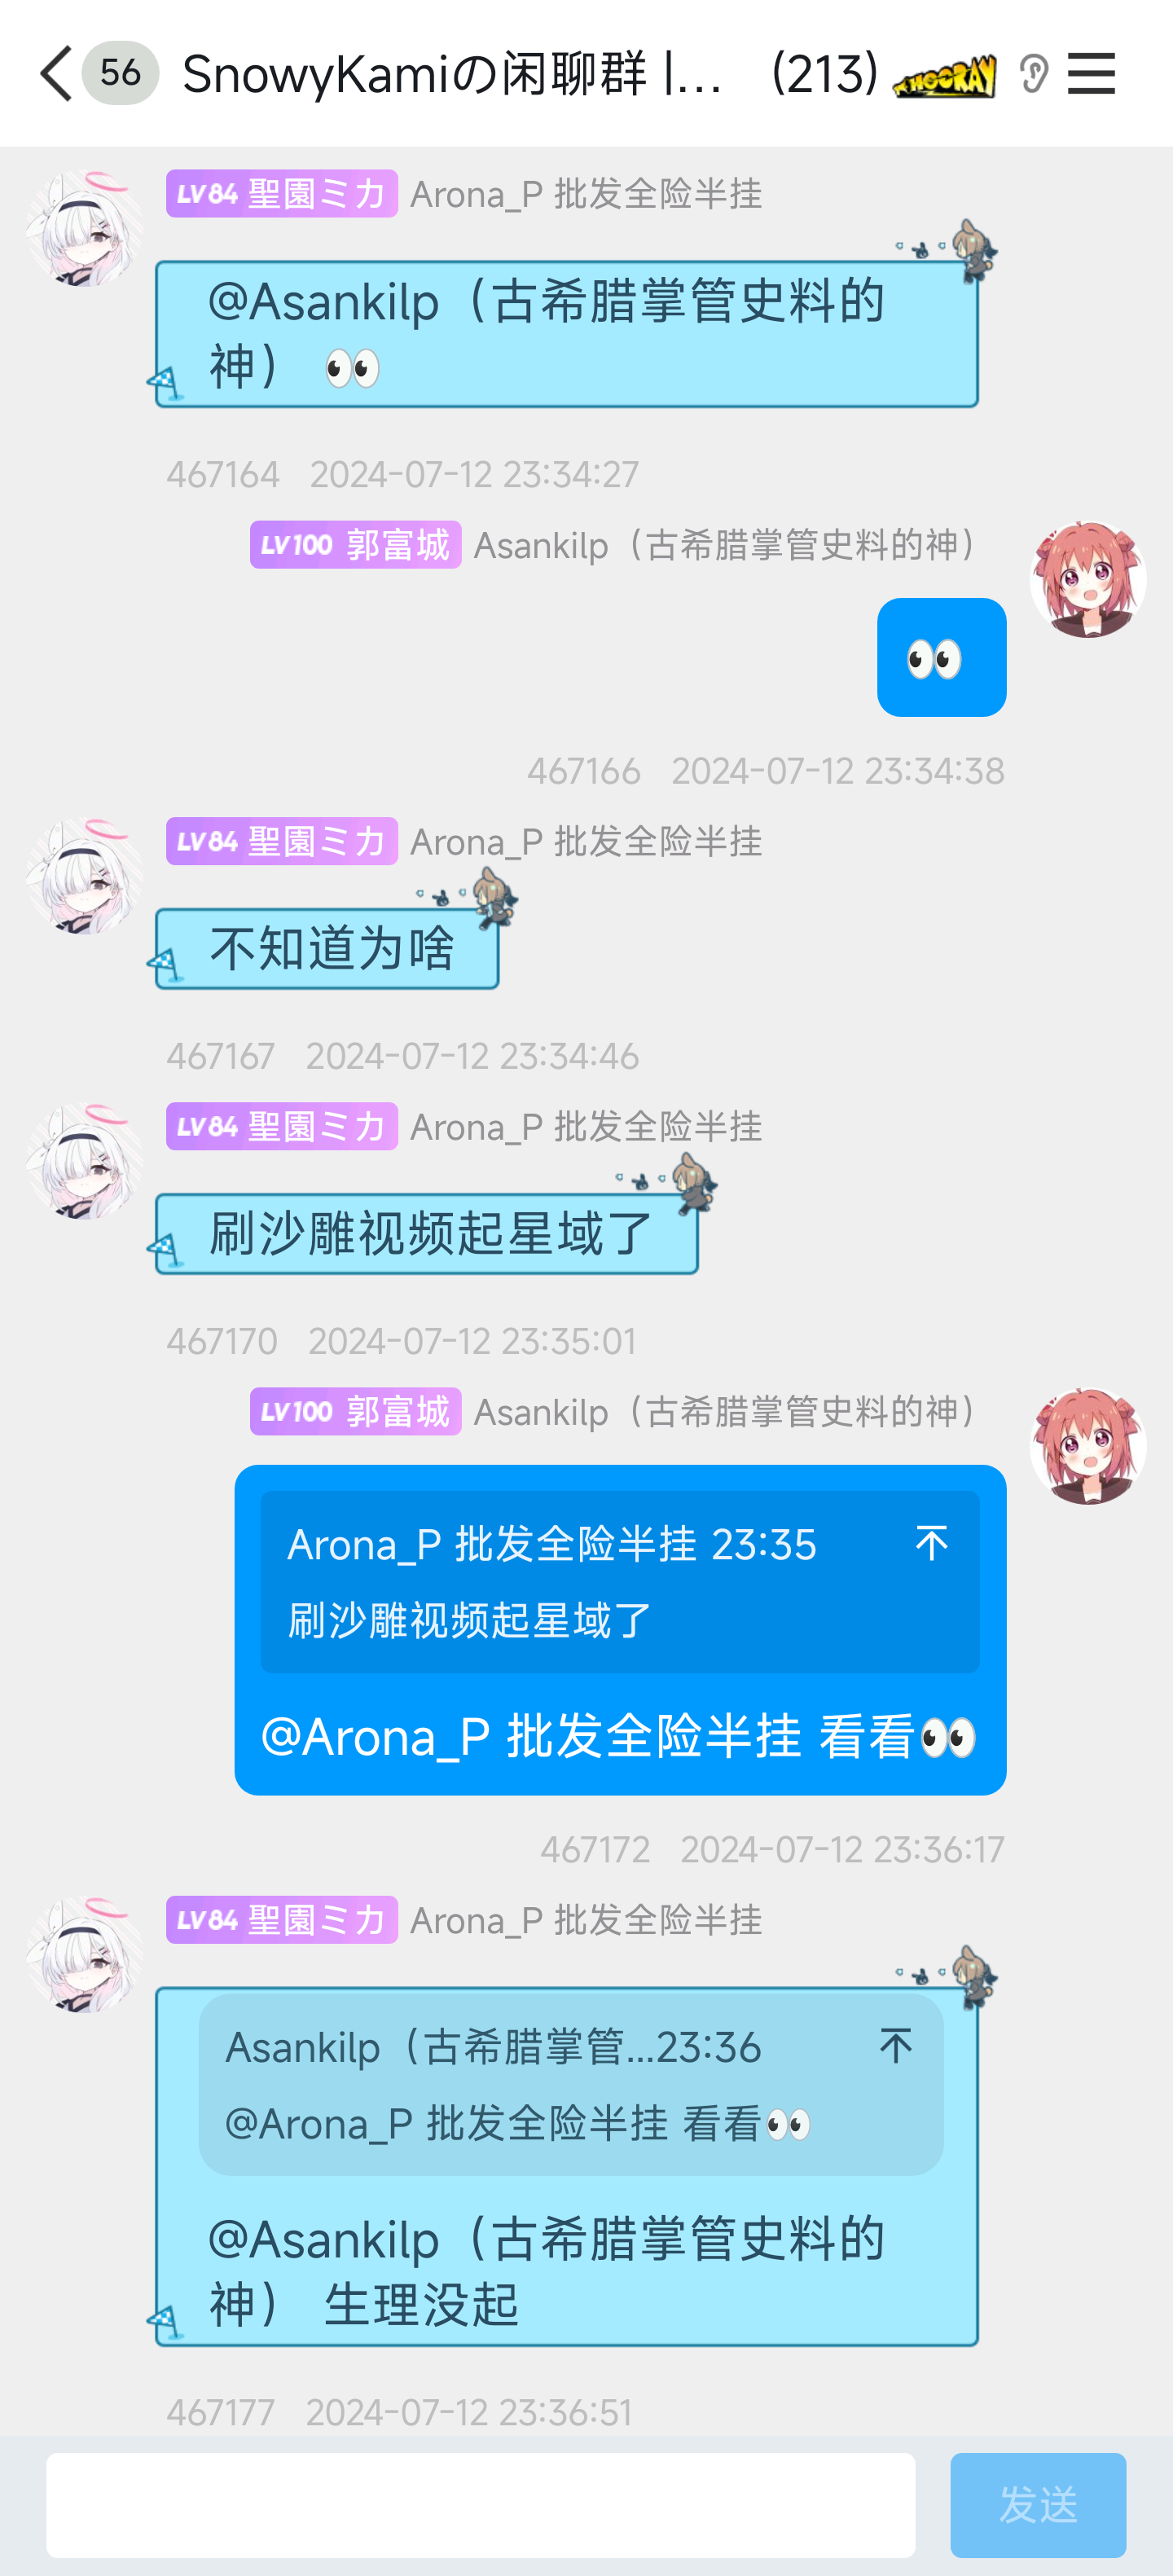 56 SnowyKamiの闲聊群 |... (213) HOORAY
LV84 聖園ミカ Arona_P 批发全险半挂
@Asankilp（古希腊掌管史料的
神） 👀
467164 2024-07-12 23:34:27
LV100 郭富城 Asankilp（古希腊掌管史料的神）
👀
467166 2024-07-12 23:34:38
LV84 聖園ミカ Arona_P 批发全险半挂
不知道为啥
467167 2024-07-12 23:34:46
LV84 聖園ミカ Arona_P 批发全险半挂
刷沙雕视频起星域了
467170 2024-07-12 23:35:01
LV100 郭富城 Asankilp（古希腊掌管史料的神）
Arona_P 批发全险半挂 23:35
刷沙雕视频起星域了
@Arona_P 批发全险半挂 看看👀
467172 2024-07-12 23:36:17
LV84 聖園ミカ Arona_P 批发全险半挂
Asankilp（古希腊掌管...23:36
@Arona_P 批发全险半挂 看看👀
@Asankilp（古希腊掌管史料的
神） 生理没起
467177 2024-07-12 23:36:51
发送